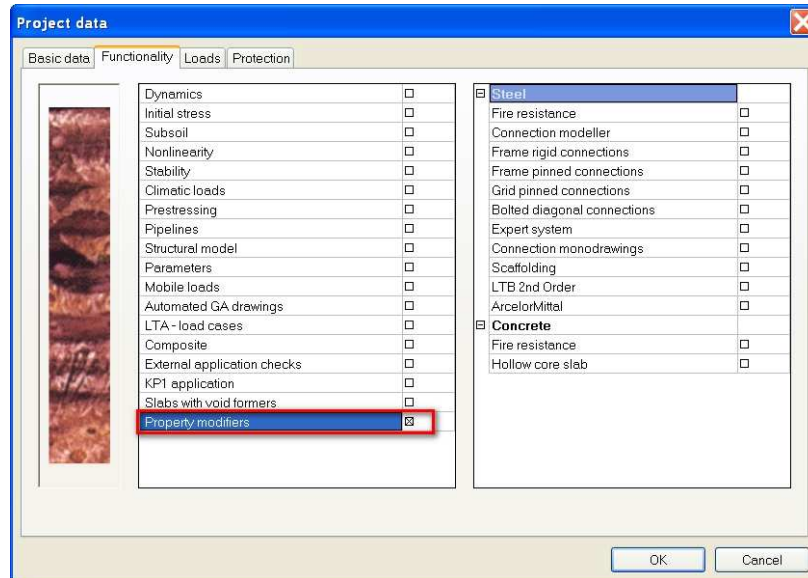 Project data
Basic data Functionality Loads Protection
Dynamics
Initial stress
Subsoil
Nonlinearity
Stability
Climatic loads
Prestressing
Pipelines
Structural model
Parameters
Mobile loads
Automated GA drawings
LTA - load cases
Composite
External application checks
KP1 application
Slabs with void formers
Property modifiers
Steel
Fire resistance
Connection modeller
Frame rigid connections
Frame pinned connections
Grid pinned connections
Bolted diagonal connections
Expert system
Connection monodrawings
Scaffolding
LTB 2nd Order
ArcelorMittal
Concrete
Fire resistance
Hollow core slab
OK Cancel